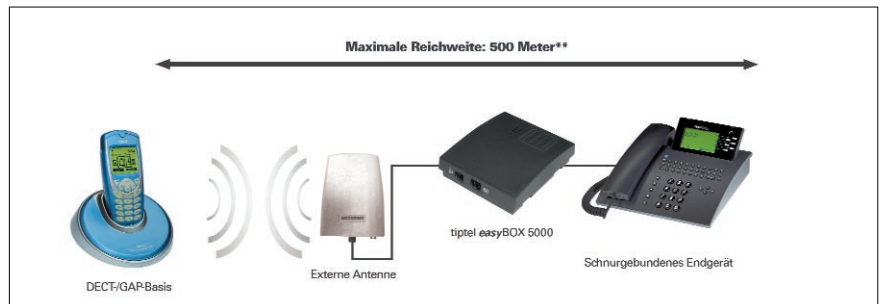 Maximale Reichweite: 500 Meter**
tiptel easyBOX 5000
Schnurgebundenes Endgerät
Externe Antenne
DECT-/GAP-Basis